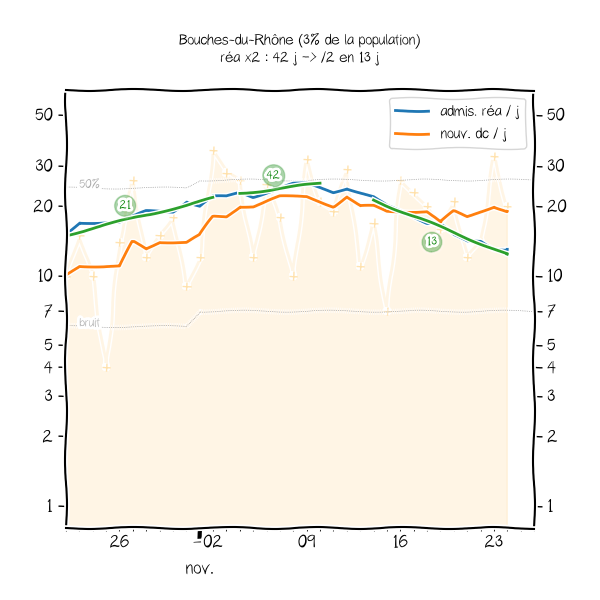 Bouches-du-Rhône (3% de la population)
réa x2 : 42 j -> /2 en 13 j
admis. réa / j
nouv. dc / j
50 50
30 30
20 20
10 10
7 7
5 5
4 4
3 3
2 2
1 1
50%
bruit
21
42
13
26 02 09 16 23
nov.